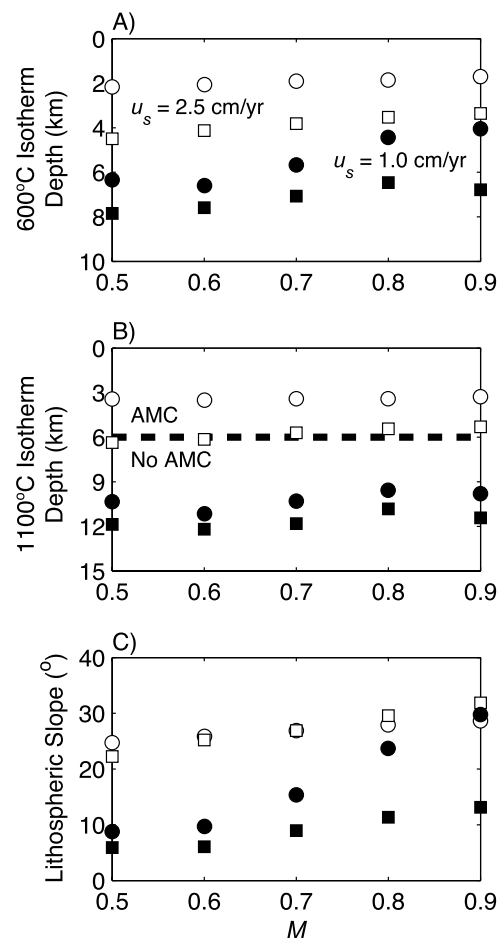 A)
0
2
4
6
8
10
600°C Isotherm
Depth (km)
u_s = 2.5 cm/yr
u_s = 1.0 cm/yr
0.5 0.6 0.7 0.8 0.9
B)
0
3
6
9
12
15
1100°C Isotherm
Depth (km)
AMC
No AMC
0.5 0.6 0.7 0.8 0.9
C)
40
30
20
10
0
Lithospheric Slope (°)
0.5 0.6 0.7 0.8 0.9
M